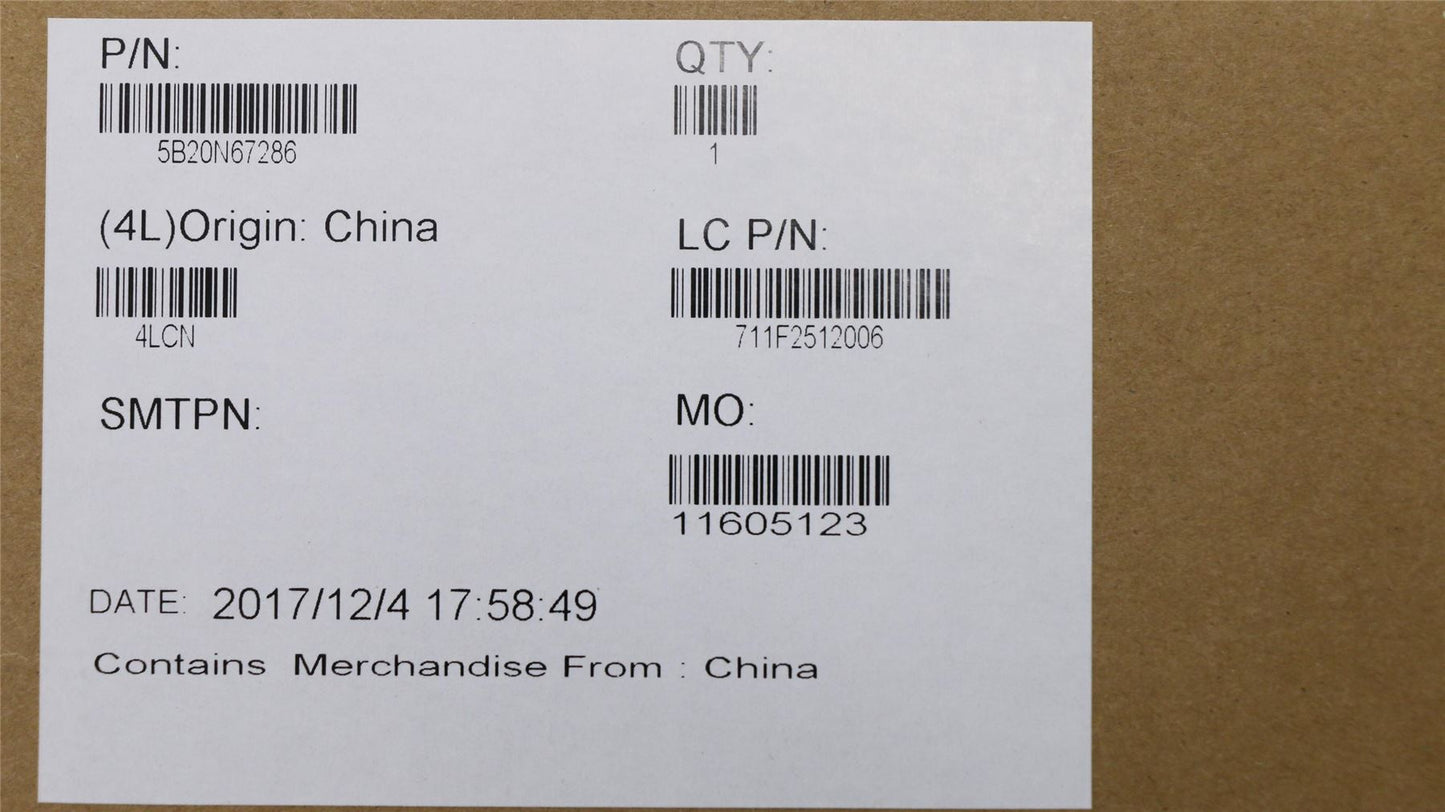 P/N:
5B20N67286
QTY:
1
(4L)Origin: China
4LCN
LC P/N:
711F2512006
SMTPN:
MO:
11605123
DATE: 2017/12/4 17:58:49
Contains Merchandise From : China